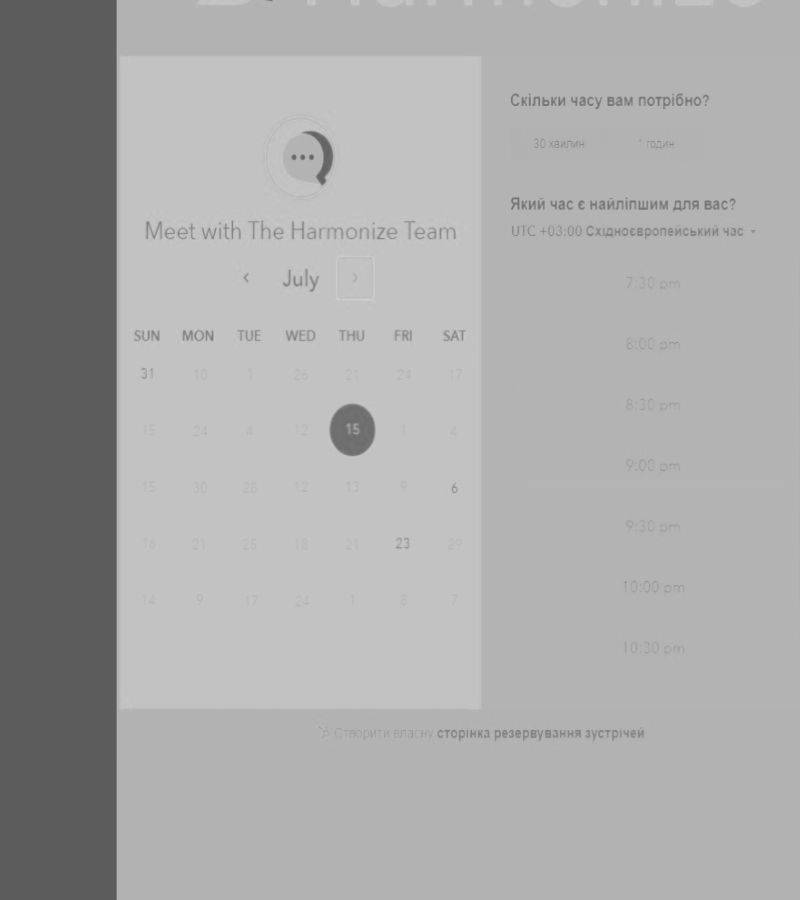 Harmonize
Meet with The Harmonize Team
‹ July ›
SUN MON TUE WED THU FRI SAT
31 10 1 26 21 24 17
15 24 4 12 15 1 4
15 30 28 12 13 9 6
16 21 25 18 21 23 29
14 9 17 24 1 8 7
Скільки часу вам потрібно?
30 хвилин 1 годин
Який час є найліпшим для вас?
UTC +03:00 Східноєвропейський час
7:30 pm
8:00 pm
8:30 pm
9:00 pm
9:30 pm
10:00 pm
10:30 pm
Створити власну сторінка резервування зустрічей